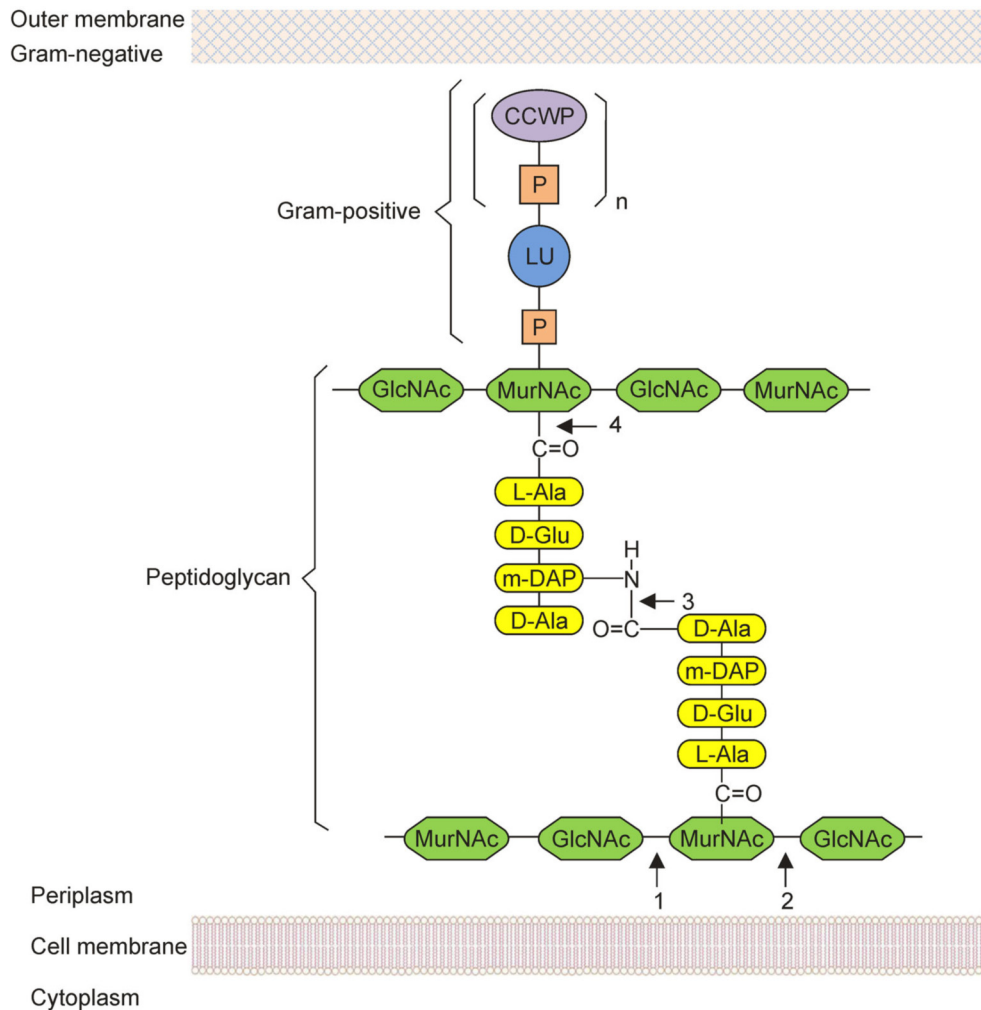 Outer membrane
Gram-negative
CCWP
P
n
Gram-positive
LU
P
GlcNAc MurNAc GlcNAc MurNAc
4
C=O
L-Ala
D-Glu
H
Peptidoglycan
m-DAP N
3
D-Ala O=C D-Ala
m-DAP
D-Glu
L-Ala
C=O
MurNAc GlcNAc MurNAc GlcNAc
Periplasm
1 2
Cell membrane
Cytoplasm